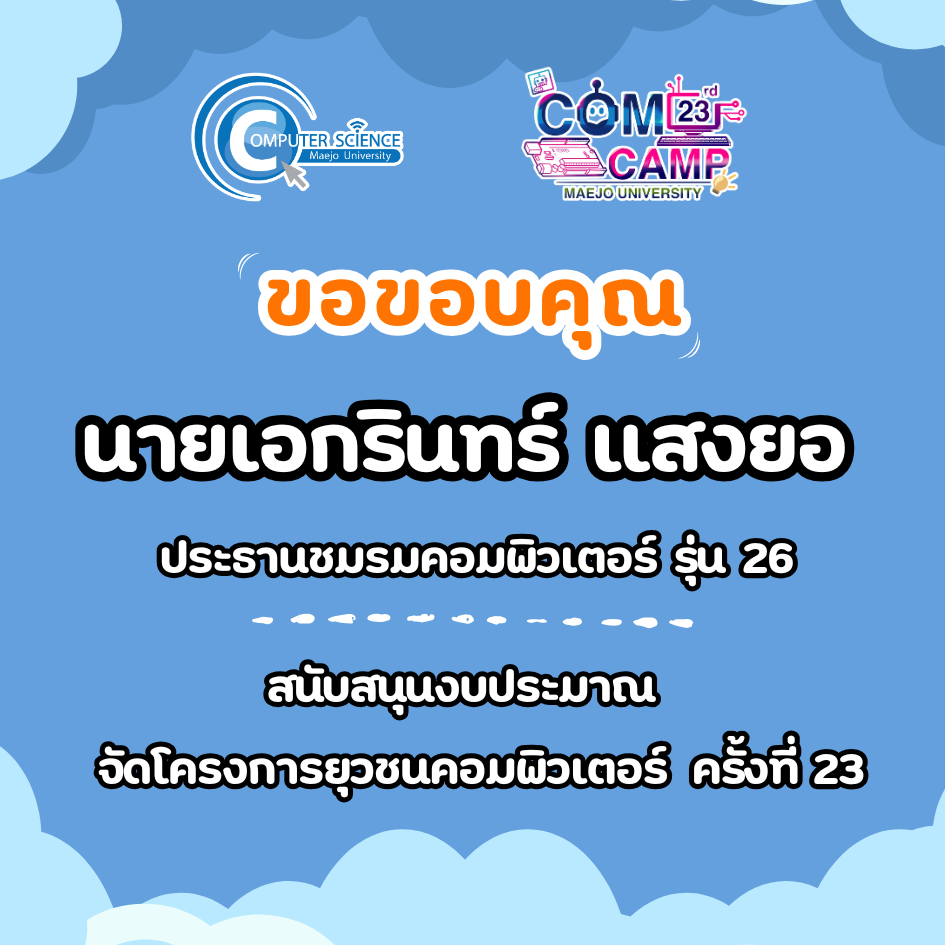 COMPUTER SCIENCE
Maejo University
COM 23rd
CAMP
MAEJO UNIVERSITY
ขอขอบคุณ
นายเอกรินทร์ แสงยอ
ประธานชมรมคอมพิวเตอร์ รุ่น 26
สนับสนุนงบประมาณ
จัดโครงการยุวชนคอมพิวเตอร์ ครั้งที่ 23